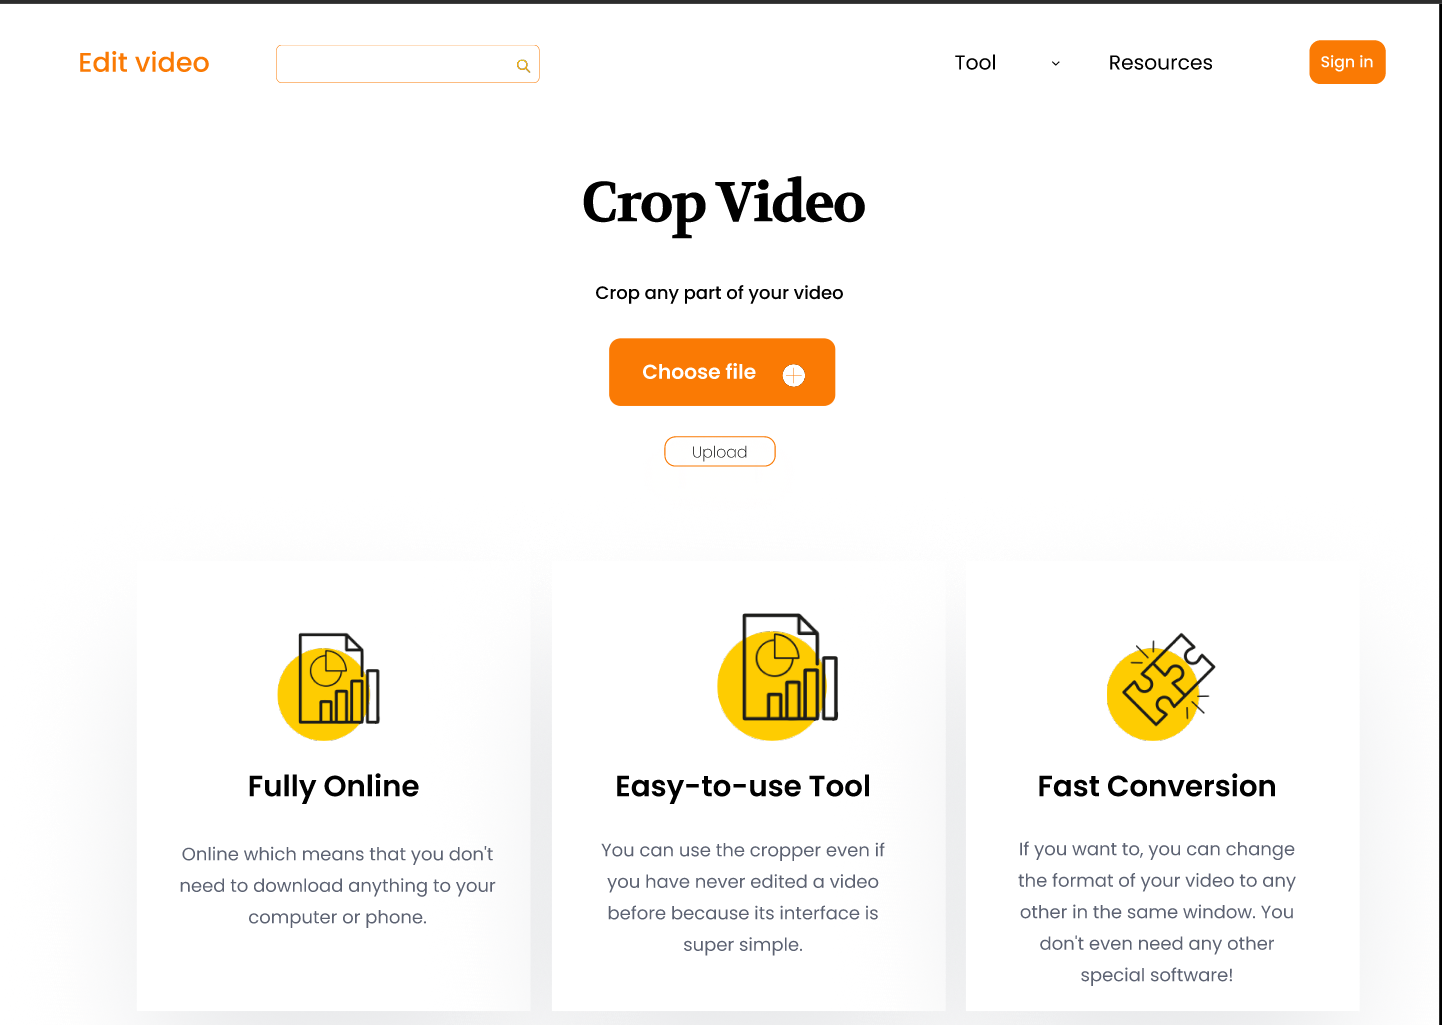 Edit video
Tool
Resources
Sign in
Crop Video
Crop any part of your video
Choose file
Upload
Fully Online
Online which means that you don't
need to download anything to your
computer or phone.
Easy-to-use Tool
You can use the cropper even if
you have never edited a video
before because its interface is
super simple.
Fast Conversion
If you want to, you can change
the format of your video to any
other in the same window. You
don't even need any other
special software!